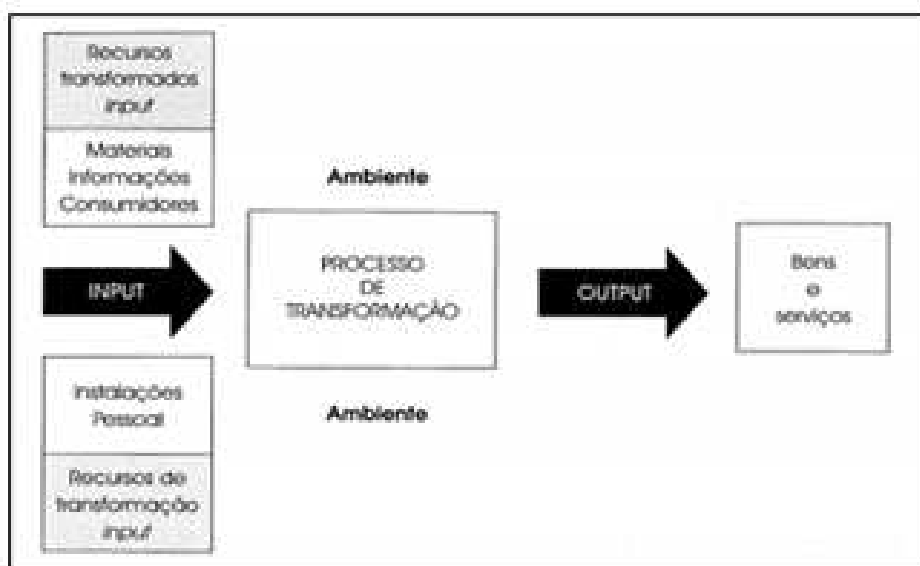 Recursos
transformados
input
Materiais
Informações
Consumidores
INPUT
Instalações
Pessoal
Recursos de
transformação
input
Ambiente
PROCESSO
DE
TRANSFORMAÇÃO
Ambiente
OUTPUT
Bens
e
serviços